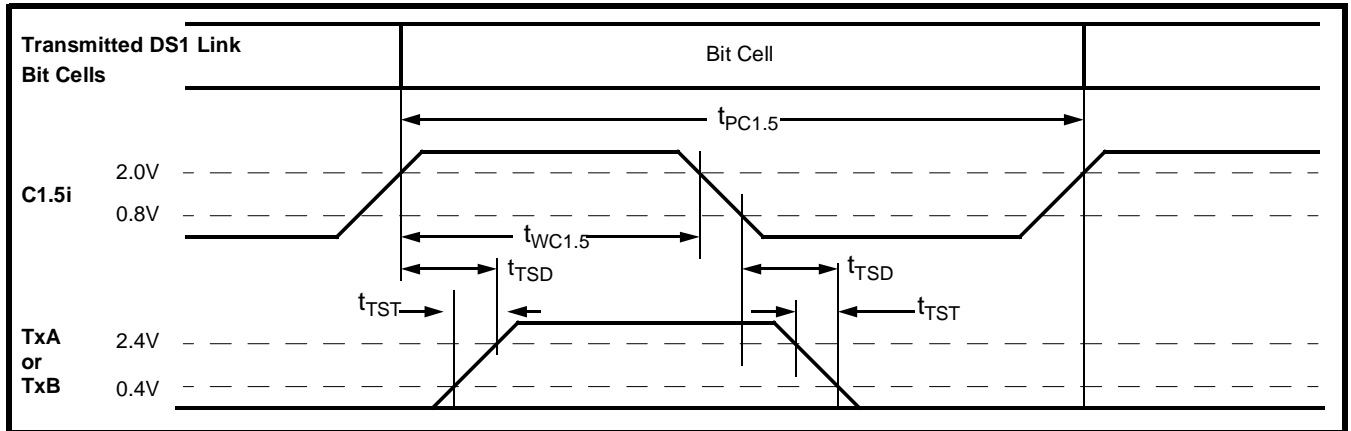 Transmitted DS1 Link
Bit Cells
Bit Cell
tPC1.5
2.0V
C1.5i
0.8V
tWC1.5
tTSD
tTSD
tTST
tTST
TxA
or
TxB
2.4V
0.4V